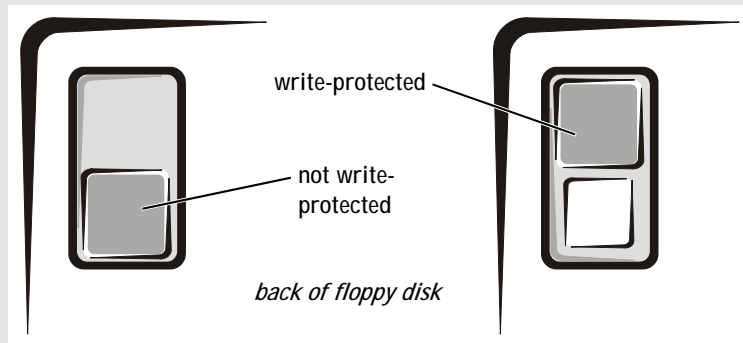 write-protected
not write-
protected
back of floppy disk